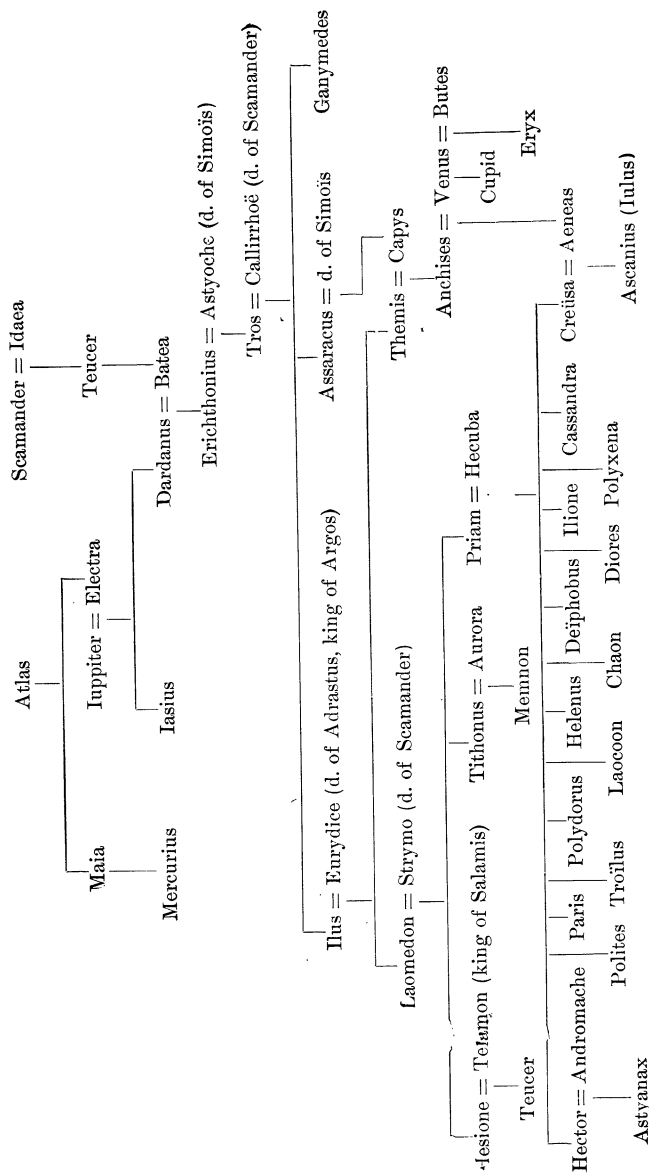 Scamander = Idaea
Atlas
Teucer
Maia
Iuppiter = Electra
Mercurius
Iasius
Dardanus = Batea
Erichthonius = Astyoche (d. of Simoïs)
Tros = Callirrhoë (d. of Scamander)
Ilus = Eurydice (d. of Adrastus, king of Argos)
Assaracus = d. of Simoïs
Ganymedes
Laomedon = Strymo (d. of Scamander)
Themis = Capys
Anchises = Venus = Butes
Cupid
Eryx
Hesione = Telamon (king of Salamis)
Tithonus = Aurora
Priam = Hecuba
Teucer
Memnon
Hector = Andromache
Paris
Polydorus
Helenus
Deïphobus
Ilione
Cassandra
Creüsa = Aeneas
Polites
Troïlus
Laocoon
Chaon
Diores
Polyxena
Astyanax
Ascanius (Iulus)